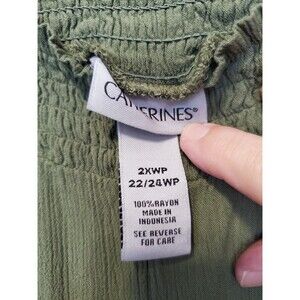 CATHERINES®
2XWP
22/24WP
100%RAYON
MADE IN
INDONESIA
SEE REVERSE
FOR CARE